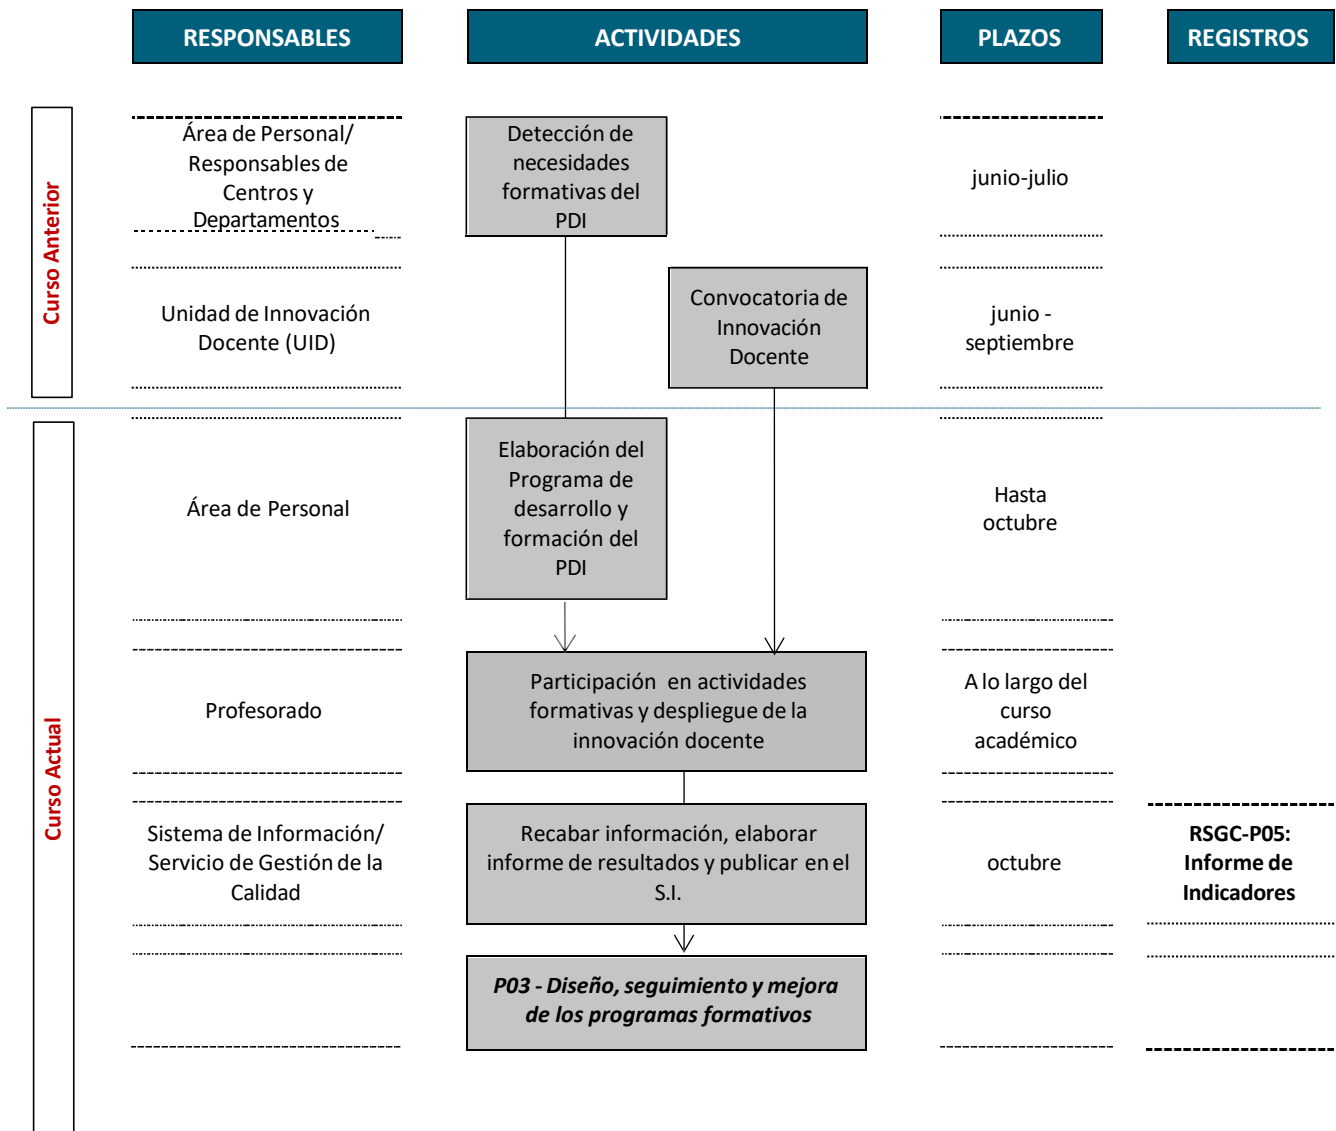 RESPONSABLES
ACTIVIDADES
PLAZOS
REGISTROS
Curso Anterior
Área de Personal/
Responsables de
Centros y
Departamentos
Detección de
necesidades
formativas del
PDI
junio-julio
Unidad de Innovación
Docente (UID)
Convocatoria de
Innovación
Docente
junio -
septiembre
Curso Actual
Área de Personal
Elaboración del
Programa de
desarrollo y
formación del
PDI
Hasta
octubre
Profesorado
Participación en actividades
formativas y despliegue de la
innovación docente
A lo largo del
curso
académico
Sistema de Información/
Servicio de Gestión de la
Calidad
Recabar información, elaborar
informe de resultados y publicar en el
S.I.
octubre
RSGC-P05:
Informe de
Indicadores
P03 - Diseño, seguimiento y mejora
de los programas formativos